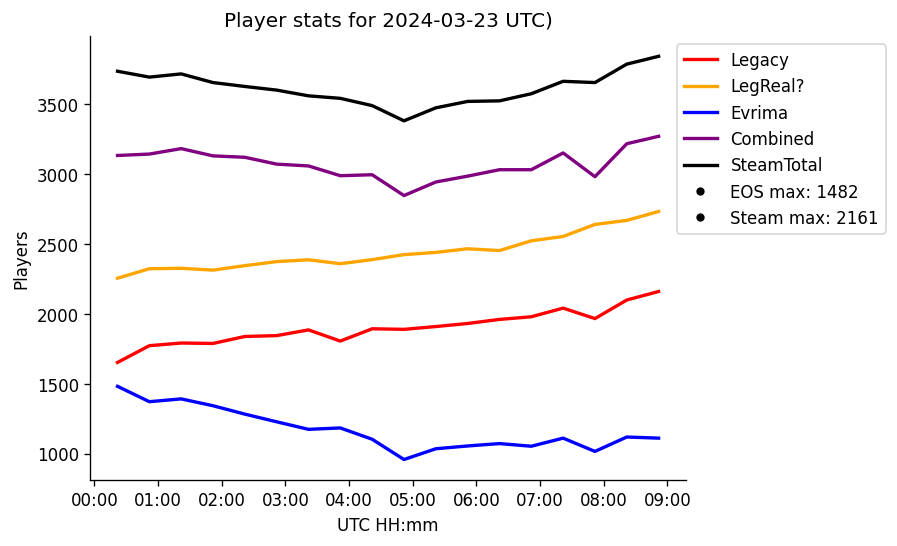 Player stats for 2024-03-23 UTC)
Legacy
LegReal?
Evrima
Combined
SteamTotal
EOS max: 1482
Steam max: 2161
Players
3500
3000
2500
2000
1500
1000
00:00 01:00 02:00 03:00 04:00 05:00 06:00 07:00 08:00 09:00
UTC HH:mm